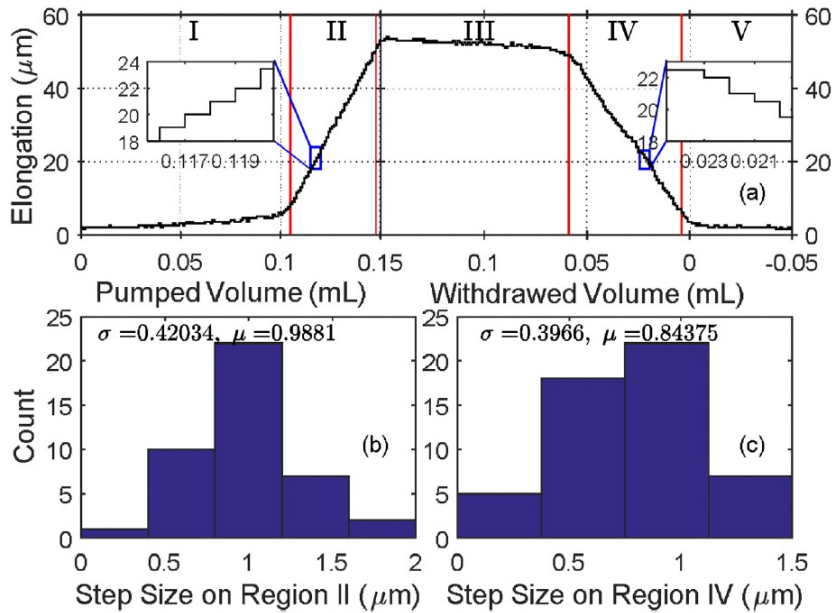 60 I II III IV V 60
24 22
40 22 20 40
20 18
18
20 0.117 0.119 0.023 0.021 20
(a)
0 0
0 0.05 0.1 0.15 0.1 0.05 0 -0.05
Elongation (μm)
Pumped Volume (mL) Withdrawed Volume (mL)
25 σ =0.42034, μ =0.9881 25 σ =0.3966, μ =0.84375
20 20
15 15
(b) (c)
10 10
5 5
0 0
0 0.5 1 1.5 2 0 0.5 1 1.5
Count
Step Size on Region II (μm) Step Size on Region IV (μm)